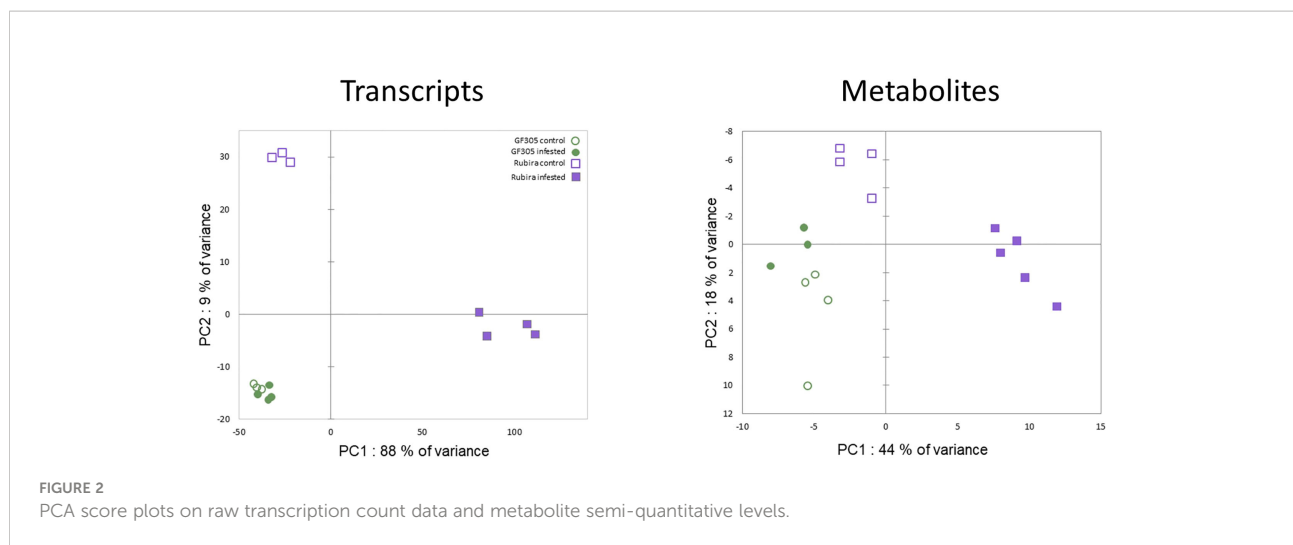 Transcripts
30
20
10
0
-10
-20
-50
0
50
100
PC2 : 9 % of variance
PC1 : 88 % of variance
GF305 control
GF305 infested
Rubira control
Rubira infested
Metabolites
-8
-6
-4
-2
0
2
4
6
8
10
12
-10
-5
0
5
10
15
PC2 : 18 % of variance
PC1 : 44 % of variance
FIGURE 2
PCA score plots on raw transcription count data and metabolite semi-quantitative levels.